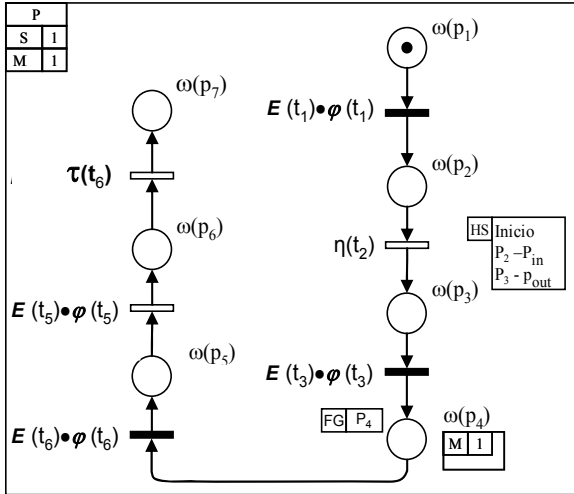 P
S 1
M 1
ω(p₁)
E (t₁)•φ (t₁)
ω(p₂)
η(t₂)
HS Inicio
P₂ –Pᵢₙ
P₃ - pₒᵤₜ
ω(p₃)
E (t₃)•φ (t₃)
FG P₄
ω(p₄)
M 1
ω(p₇)
τ(t₆)
ω(p₆)
E (t₅)•φ (t₅)
ω(p₅)
E (t₆)•φ (t₆)